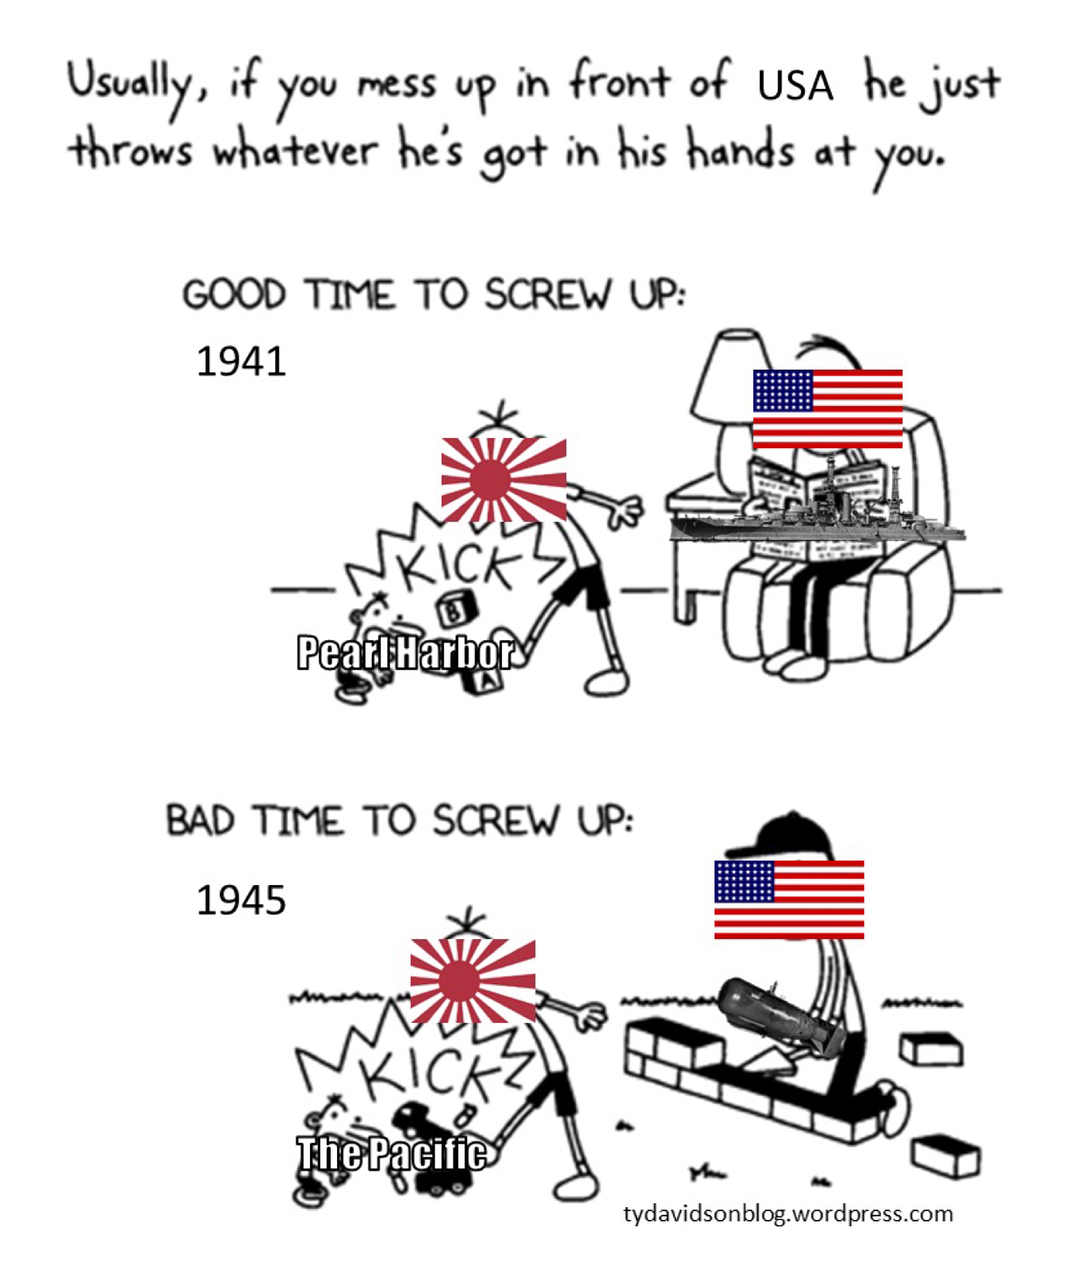 Usually, if you mess up in front of USA he just
throws whatever he's got in his hands at you.
GOOD TIME TO SCREW UP:
1941
KICK
B
Pearl Harbor
A
BAD TIME TO SCREW UP:
1945
KICK
The Pacific
tydavidsonblog.wordpress.com